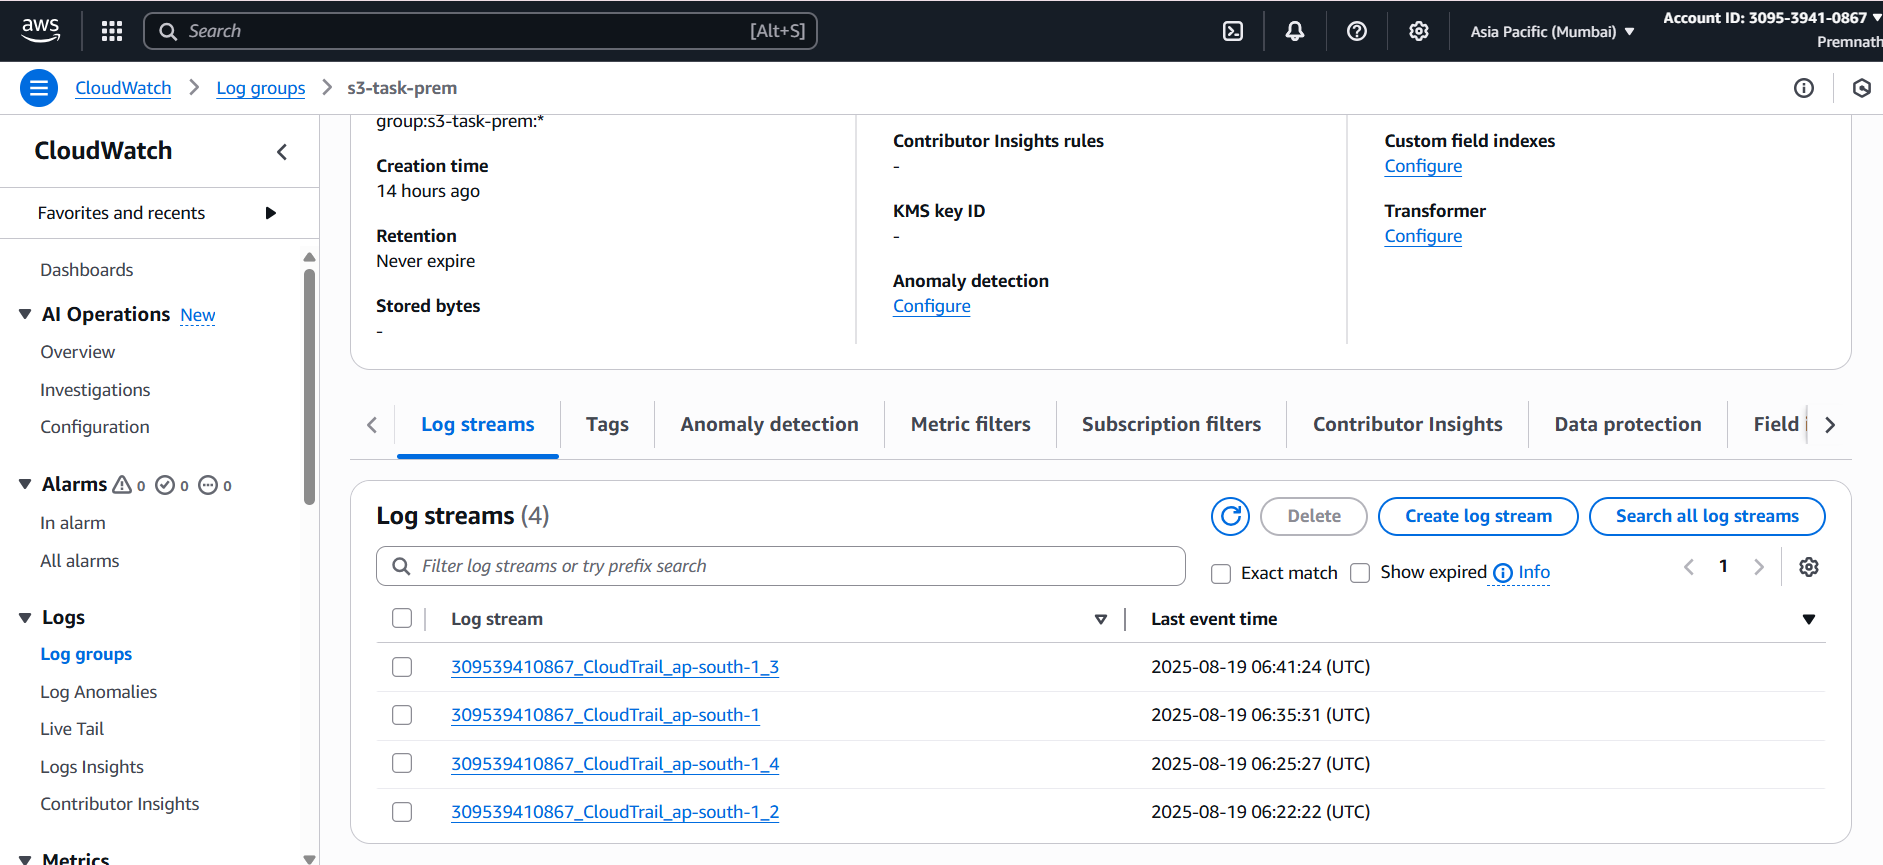 aws
Search
[Alt+S]
Asia Pacific (Mumbai)
Account ID: 3095-3941-0867
Premnath
CloudWatch
Log groups
s3-task-prem
CloudWatch
Favorites and recents
Dashboards
AI Operations New
Overview
Investigations
Configuration
Alarms 0 0 0
In alarm
All alarms
Logs
Log groups
Log Anomalies
Live Tail
Logs Insights
Contributor Insights
Metrics
group:s3-task-prem:*
Creation time
14 hours ago
Retention
Never expire
Stored bytes
-
Contributor Insights rules
-
KMS key ID
-
Anomaly detection
Configure
Custom field indexes
Configure
Transformer
Configure
Log streams
Tags
Anomaly detection
Metric filters
Subscription filters
Contributor Insights
Data protection
Field
Log streams (4)
Delete
Create log stream
Search all log streams
Filter log streams or try prefix search
Exact match
Show expired
Info
1
Log stream
Last event time
309539410867_CloudTrail_ap-south-1_3 2025-08-19 06:41:24 (UTC)
309539410867_CloudTrail_ap-south-1 2025-08-19 06:35:31 (UTC)
309539410867_CloudTrail_ap-south-1_4 2025-08-19 06:25:27 (UTC)
309539410867_CloudTrail_ap-south-1_2 2025-08-19 06:22:22 (UTC)